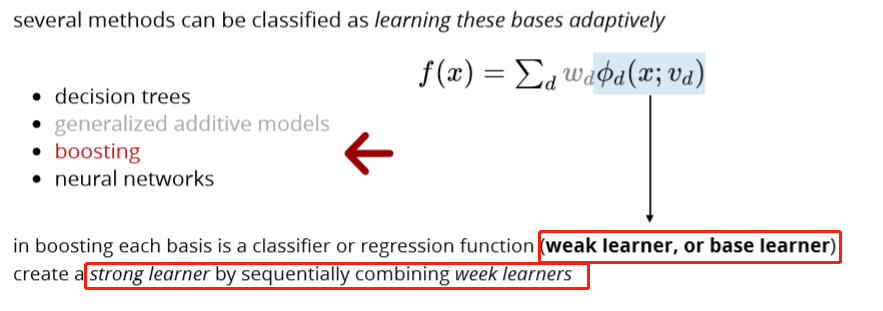 several methods can be classified as learning these bases adaptively
f(x) = ∑_d w_d ϕ_d(x; v_d)
• decision trees
• generalized additive models
• boosting
• neural networks
in boosting each basis is a classifier or regression function (weak learner, or base learner)
create a strong learner by sequentially combining week learners